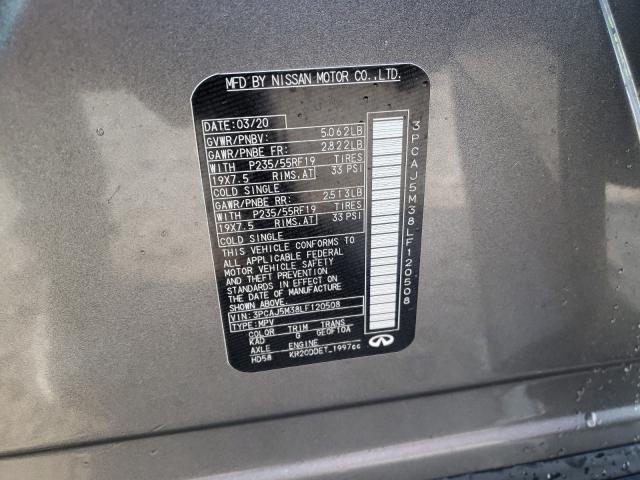 MFD BY NISSAN MOTOR CO.,LTD.
DATE:03/20
GVWR/PNBV: 5,062LB
GAWR/PNBE FR: 2,822LB
WITH P235/55RF19 TIRES
19X7.5 RIMS,AT 33 PSI
COLD SINGLE
GAWR/PNBE RR: 2,513LB
WITH P235/55RF19 TIRES
19X7.5 RIMS,AT 33 PSI
COLD SINGLE
THIS VEHICLE CONFORMS TO
ALL APPLICABLE FEDERAL
MOTOR VEHICLE SAFETY
AND THEFT PREVENTION
STANDARDS IN EFFECT ON
THE DATE OF MANUFACTURE
SHOWN ABOVE.
VIN:3PCAJ5M38LF120508
TYPE:MPV
COLOR TRIM TRANS
KAD G GE0F10A
AXLE ENGINE
HD58 KR20DDET_1997cc
3PCAJ5M38LF120508